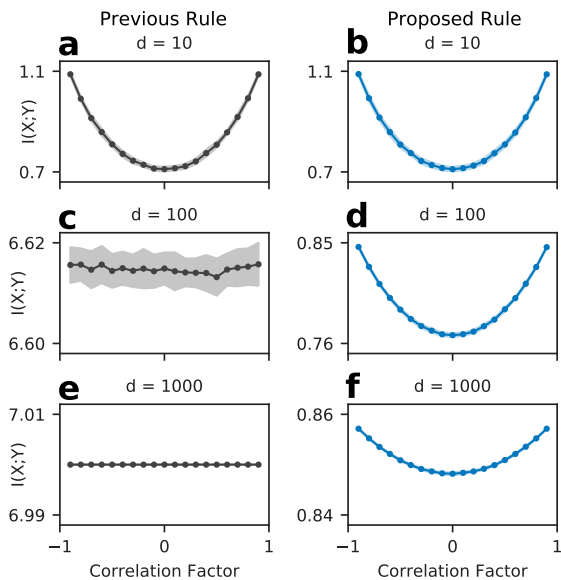 Previous Rule
Proposed Rule
a
d = 10
b
d = 10
1.1
0.7
I(X;Y)
1.1
0.7
c
d = 100
d
d = 100
6.62
6.60
I(X;Y)
0.85
0.76
e
d = 1000
f
d = 1000
7.01
6.99
I(X;Y)
0.86
0.84
−1 0 1
−1 0 1
Correlation Factor
Correlation Factor